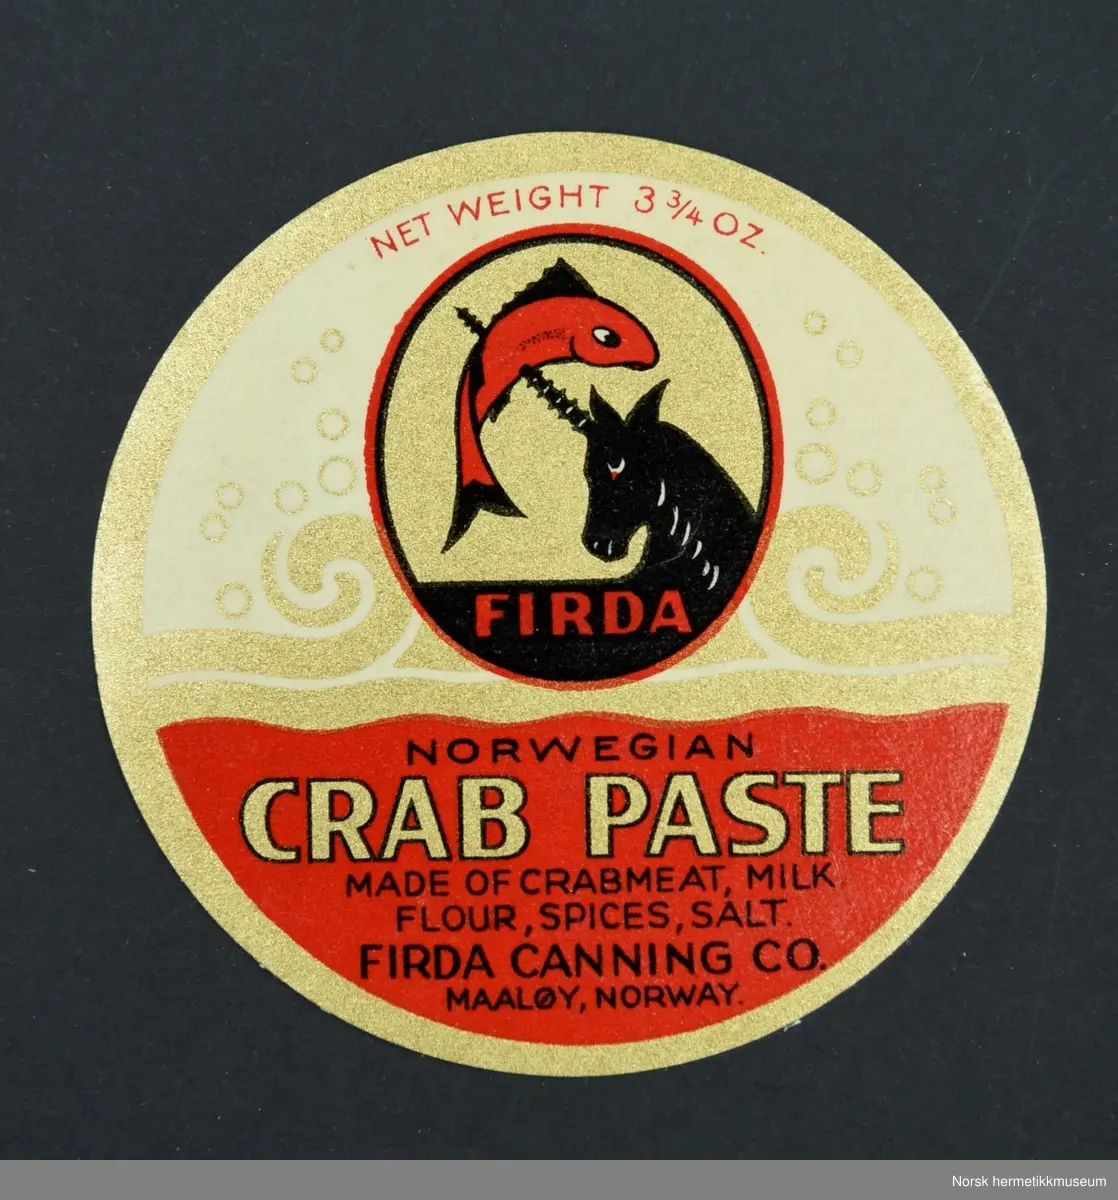 NET WEIGHT 3 3/4 OZ.
FIRDA
NORWEGIAN
CRAB PASTE
MADE OF CRABMEAT, MILK,
FLOUR, SPICES, SALT.
FIRDA CANNING CO.
MAALØY, NORWAY.
Norsk hermetikkmuseum